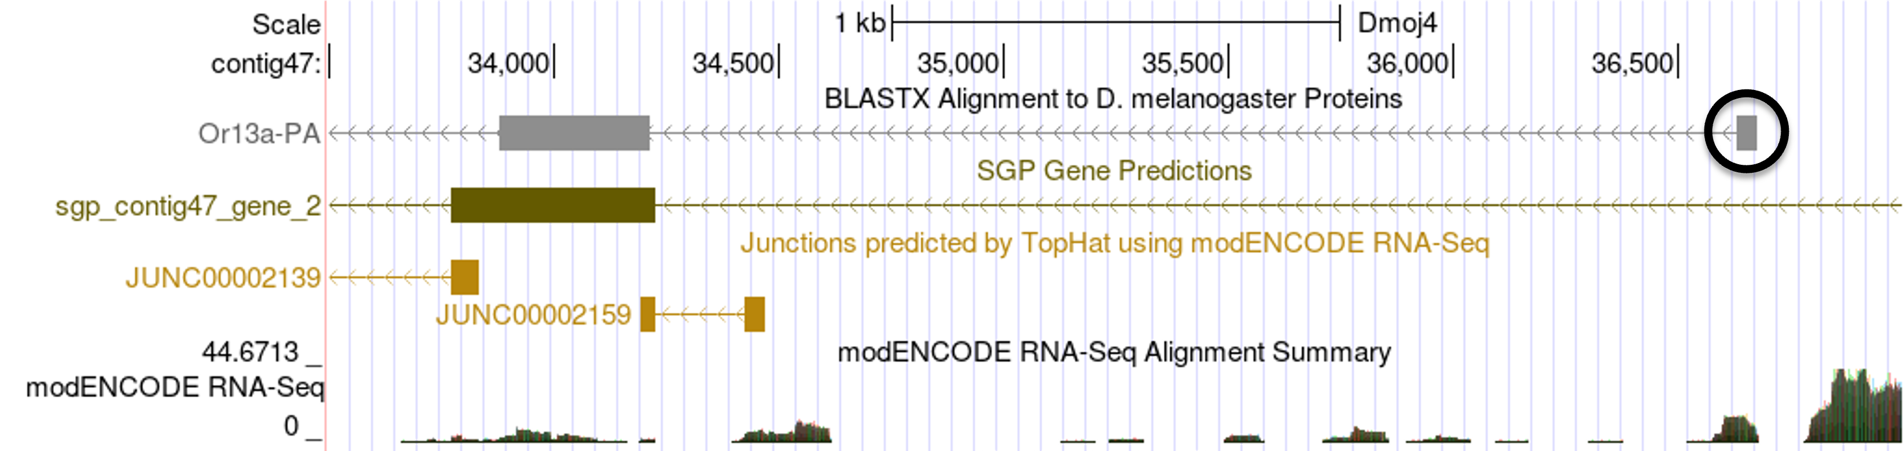 Scale 1 kb Dmoj4
contig47: 34,000 34,500 35,000 35,500 36,000 36,500
BLASTX Alignment to D. melanogaster Proteins
Or13a-PA
SGP Gene Predictions
sgp_contig47_gene_2
Junctions predicted by TopHat using modENCODE RNA-Seq
JUNC00002139
JUNC00002159
modENCODE RNA-Seq Alignment Summary
44.6713 _
modENCODE RNA-Seq
0 _